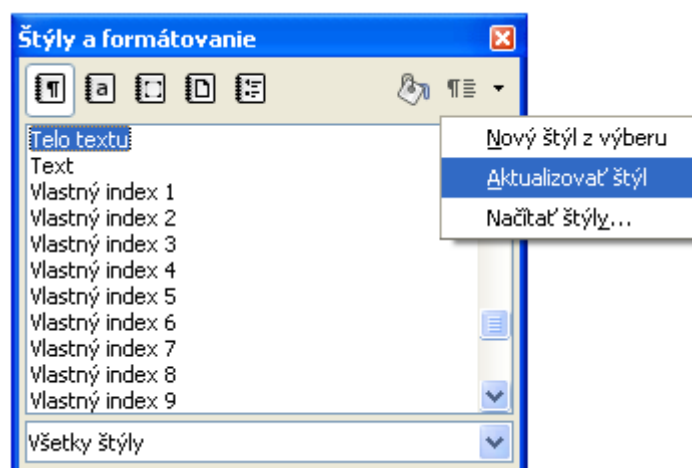 Štýly a formátovanie
Telo textu
Text
Vlastný index 1
Vlastný index 2
Vlastný index 3
Vlastný index 4
Vlastný index 5
Vlastný index 6
Vlastný index 7
Vlastný index 8
Vlastný index 9
Všetky štýly
Nový štýl z výberu
Aktualizovať štýl
Načítať štýly...